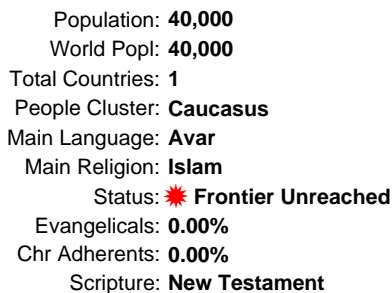 Population: 40,000
World Popl: 40,000
Total Countries: 1
People Cluster: Caucasus
Main Language: Avar
Main Religion: Islam
Status: Frontier Unreached
Evangelicals: 0.00%
Chr Adherents: 0.00%
Scripture: New Testament